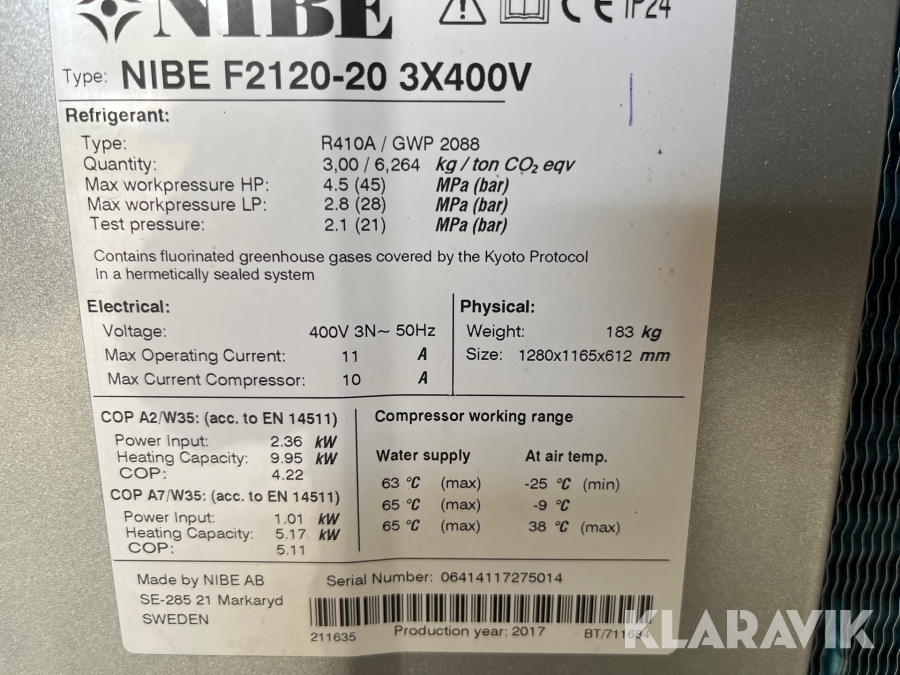 NIBE
CE IP24
Type: NIBE F2120-20 3X400V
Refrigerant:
Type: R410A / GWP 2088
Quantity: 3,00 / 6,264 kg / ton CO₂ eqv
Max workpressure HP: 4.5 (45) MPa (bar)
Max workpressure LP: 2.8 (28) MPa (bar)
Test pressure: 2.1 (21) MPa (bar)
Contains fluorinated greenhouse gases covered by the Kyoto Protocol
In a hermetically sealed system
Electrical:
Voltage: 400V 3N~ 50Hz
Max Operating Current: 11 A
Max Current Compressor: 10 A
Physical:
Weight: 183 kg
Size: 1280x1165x612 mm
COP A2/W35: (acc. to EN 14511)
Power Input: 2.36 kW
Heating Capacity: 9.95 kW
COP: 4.22
COP A7/W35: (acc. to EN 14511)
Power Input: 1.01 kW
Heating Capacity: 5.17 kW
COP: 5.11
Compressor working range
Water supply At air temp.
63 °C (max) -25 °C (min)
65 °C (max) -9 °C
65 °C (max) 38 °C (max)
Made by NIBE AB
SE-285 21 Markaryd
SWEDEN
Serial Number: 06414117275014
211635 Production year: 2017 BT/711634
KLARAVIK